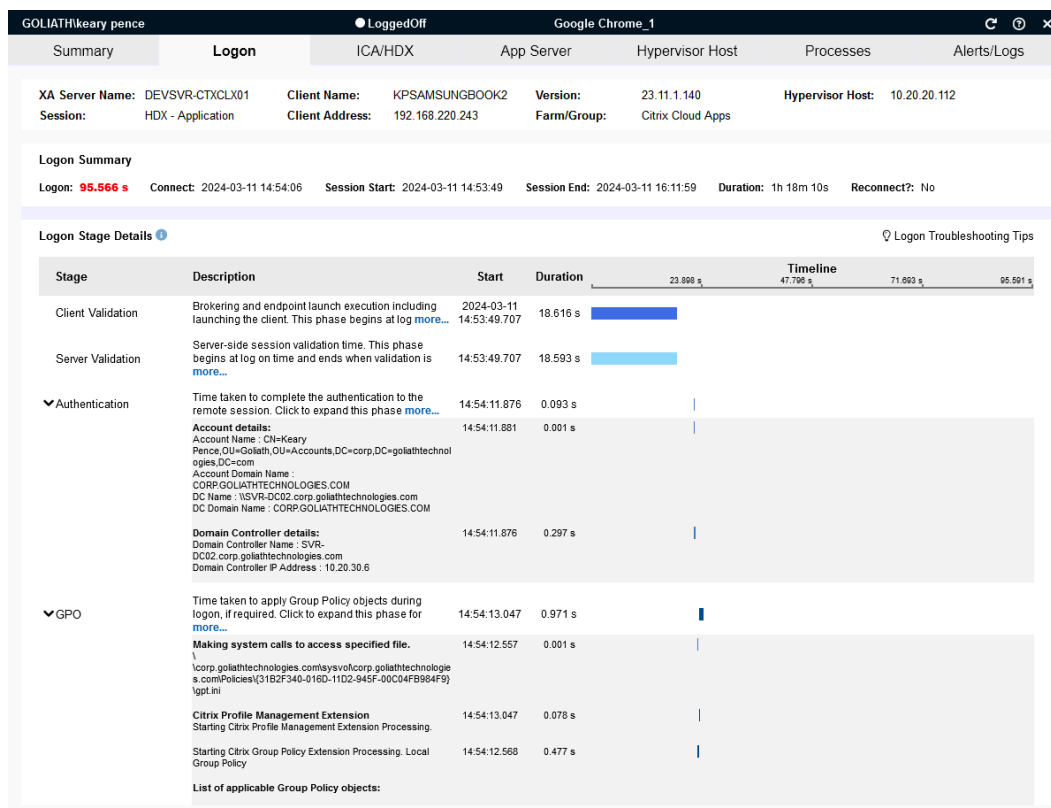 GOLIATH\keary pence LoggedOff Google Chrome_1
Summary Logon ICA/HDX App Server Hypervisor Host Processes Alerts/Logs
XA Server Name: DEVSVR-CTXCLX01 Client Name: KPSAMSUNGBOOK2 Version: 23.11.1.140 Hypervisor Host: 10.20.20.112
Session: HDX - Application Client Address: 192.168.220.243 Farm/Group: Citrix Cloud Apps
Logon Summary
Logon: 95.566 s Connect: 2024-03-11 14:54:06 Session Start: 2024-03-11 14:53:49 Session End: 2024-03-11 16:11:59 Duration: 1h 18m 10s Reconnect?: No
Logon Stage Details Logon Troubleshooting Tips
Stage Description Start Duration Timeline
23.898 s 47.796 s 71.693 s 95.591 s
Client Validation
Brokering and endpoint launch execution including
launching the client. This phase begins at log more...
2024-03-11
14:53:49.707
18.616 s
Server Validation
Server-side session validation time. This phase
begins at log on time and ends when validation is
more...
14:53:49.707 18.593 s
Authentication
Time taken to complete the authentication to the
remote session. Click to expand this phase more...
14:54:11.876 0.093 s
Account details: 14:54:11.881 0.001 s
Account Name : CN=Keary
Pence,OU=Goliath,OU=Accounts,DC=corp,DC=goliathtechnol
ogies,DC=com
Account Domain Name :
CORP.GOLIATHTECHNOLOGIES.COM
DC Name : \\SVR-DC02.corp.goliathtechnologies.com
DC Domain Name : CORP.GOLIATHTECHNOLOGIES.COM
Domain Controller details: 14:54:11.876 0.297 s
Domain Controller Name : SVR-
DC02.corp.goliathtechnologies.com
Domain Controller IP Address : 10.20.30.6
GPO
Time taken to apply Group Policy objects during
logon, if required. Click to expand this phase for
more...
14:54:13.047 0.971 s
Making system calls to access specified file. 14:54:12.557 0.001 s
\
\corp.goliathtechnologies.com\sysvol\corp.goliathtechnologie
s.com\Policies\{31B2F340-016D-11D2-945F-00C04FB984F9}
\gpt.ini
Citrix Profile Management Extension 14:54:13.047 0.078 s
Starting Citrix Profile Management Extension Processing.
Starting Citrix Group Policy Extension Processing. Local 14:54:12.568 0.477 s
Group Policy
List of applicable Group Policy objects: